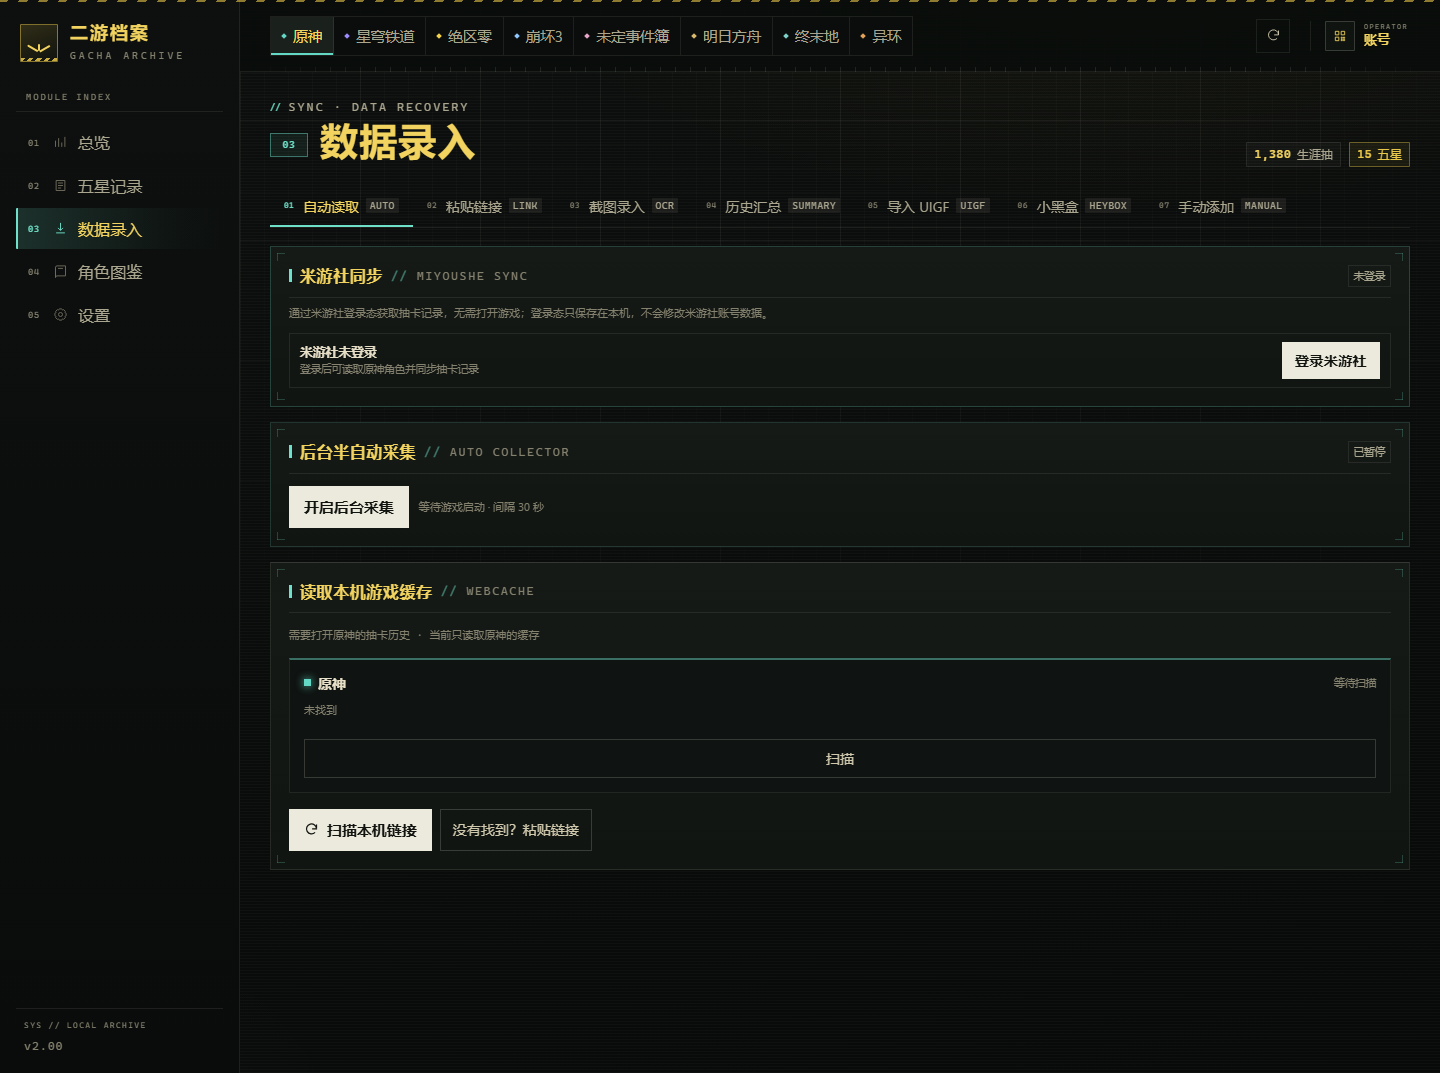 二游档案
GACHA ARCHIVE
MODULE INDEX
01 总览
02 五星记录
03 数据录入
04 角色图鉴
05 设置
SYS // LOCAL ARCHIVE
v2.00
原神 星穹铁道 绝区零 崩坏3 未定事件簿 明日方舟 终末地 异环
OPERATOR
账号
// SYNC · DATA RECOVERY
03 数据录入
1,380 生涯抽 15 五星
01 自动读取 AUTO 02 粘贴链接 LINK 03 截图录入 OCR 04 历史汇总 SUMMARY 05 导入 UIGF UIGF 06 小黑盒 HEYBOX 07 手动添加 MANUAL
米游社同步 // MIYOUSHE SYNC 未登录
通过米游社登录态获取抽卡记录，无需打开游戏；登录态只保存在本机，不会修改米游社账号数据。
米游社未登录
登录后可读取原神角色并同步抽卡记录
登录米游社
后台半自动采集 // AUTO COLLECTOR 已暂停
开启后台采集 等待游戏启动 · 间隔 30 秒
读取本机游戏缓存 // WEBCACHE
需要打开原神的抽卡历史 · 当前只读取原神的缓存
原神 等待扫描
未找到
扫描
扫描本机链接 没有找到？粘贴链接